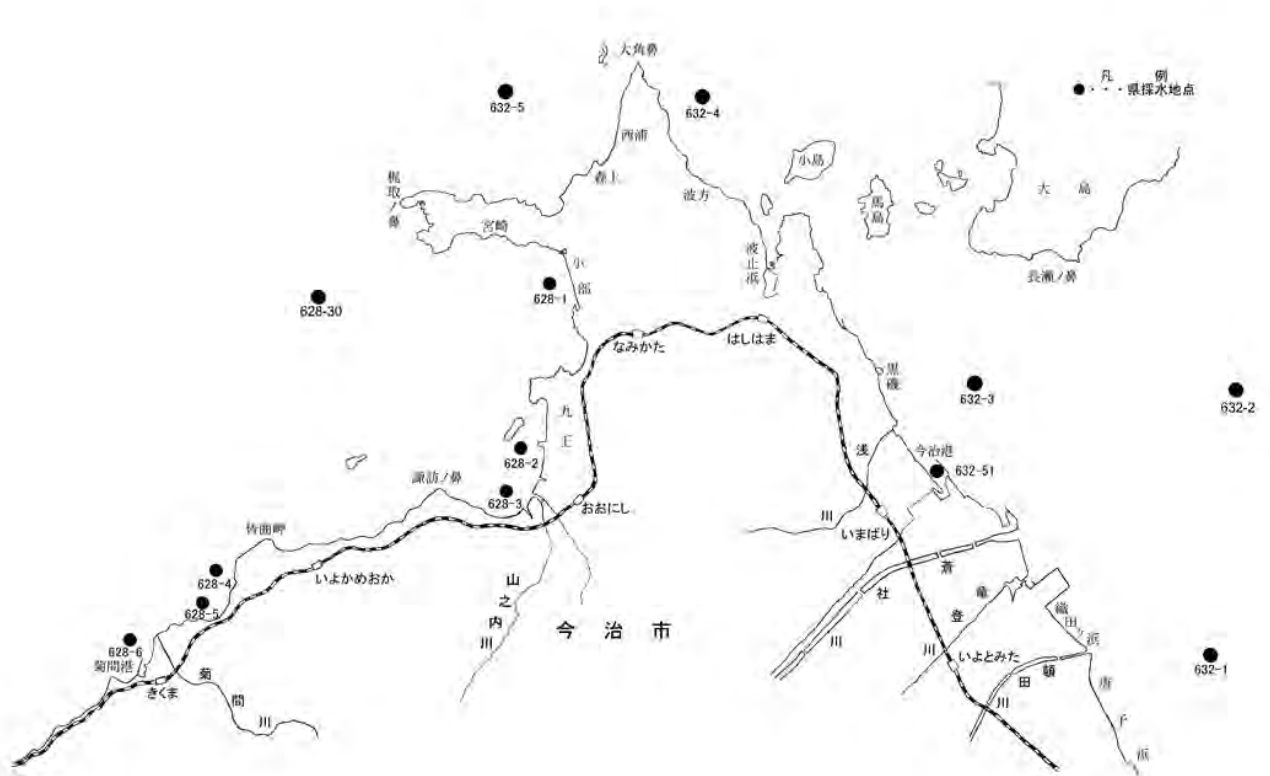 大角鼻
凡　例
●・・・県採水地点
632-5
632-4
西浦
小島
森上
波方
馬島
大　島
梶取ノ鼻
宮崎
小部
波止浜
長瀬ノ鼻
628-1
628-30
なみかた
はしはま
黒磯
632-3
632-2
九王
浅川
今治港
632-51
628-2
628-3
諏訪ノ鼻
おおにし
いまばり
皆曲岬
628-4
いよかめおか
628-5
山之内川
今　治　市
蒼社川
竜登川
織田ノ浜
628-6
菊間港
きくま
菊間川
いよとみた
頓田川
632-1
唐子浜